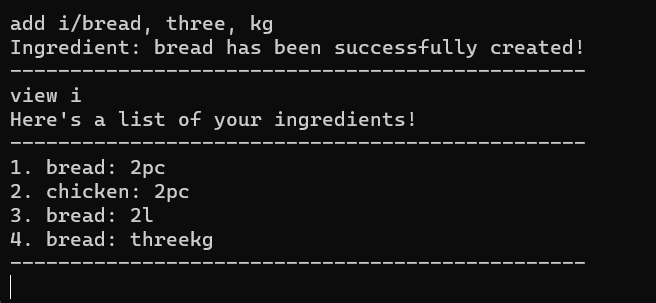 add i/bread, three, kg
Ingredient: bread has been successfully created!
------------------------------------------------
view i
Here's a list of your ingredients!
------------------------------------------------
1. bread: 2pc
2. chicken: 2pc
3. bread: 2l
4. bread: threekg
------------------------------------------------